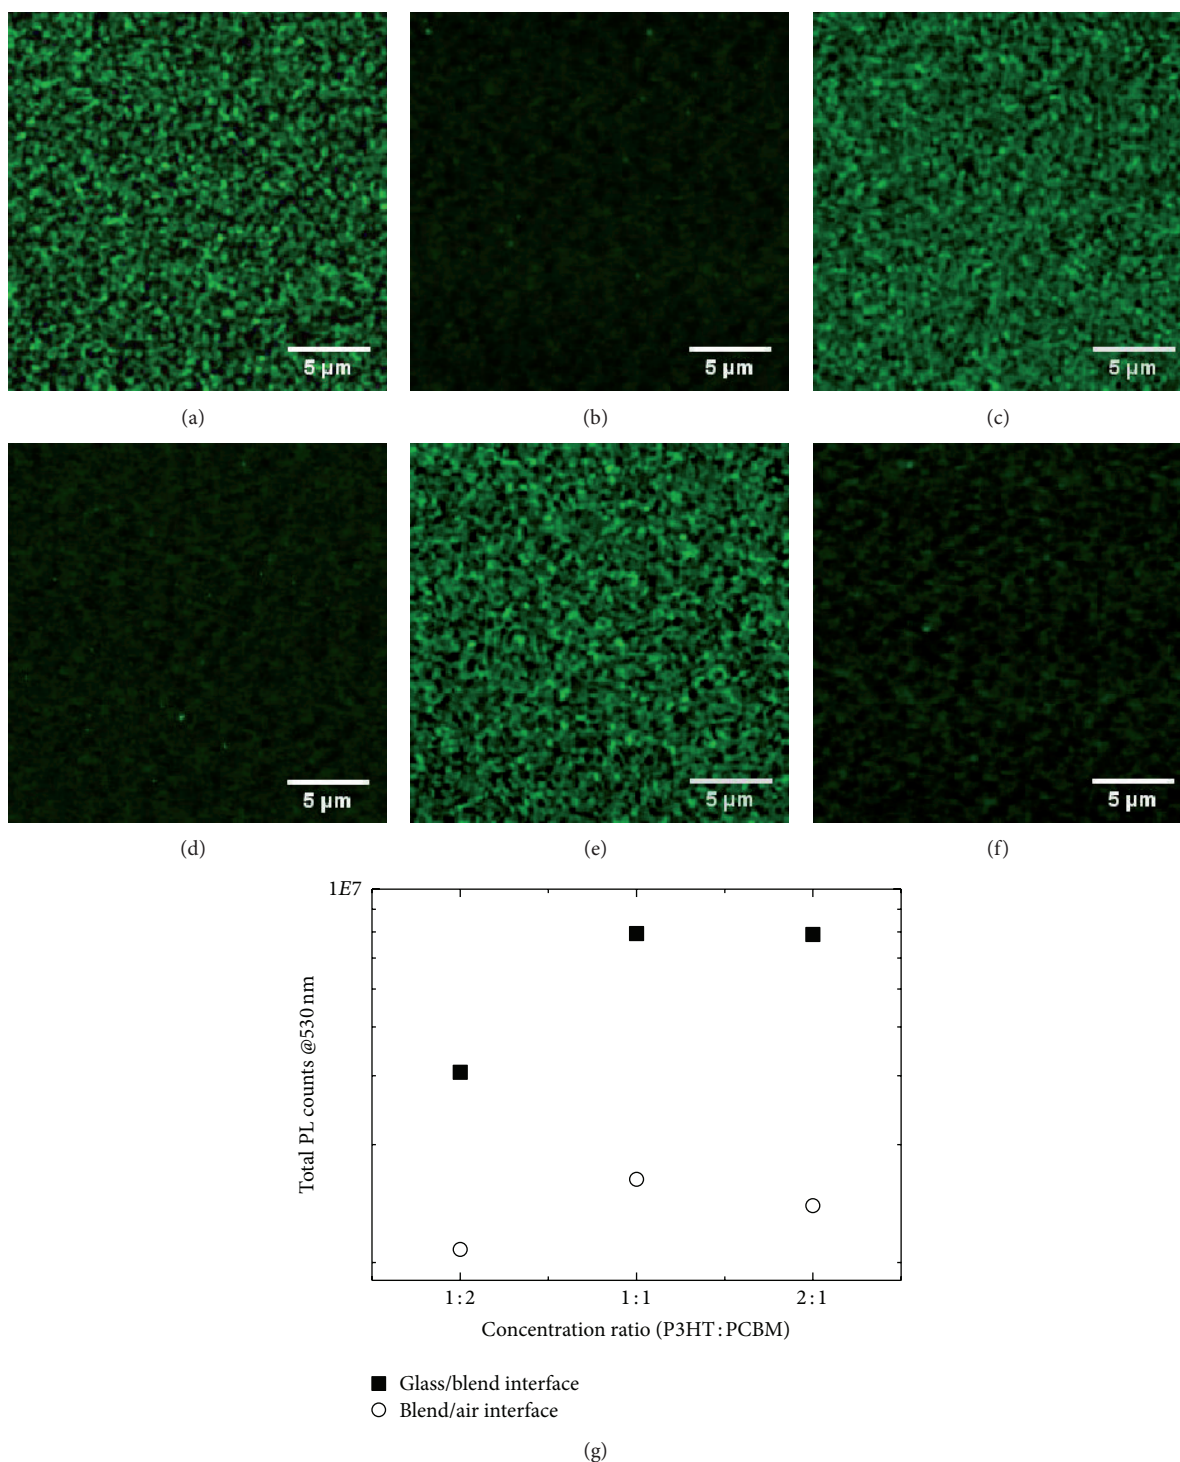 5 µm
5 µm
5 µm
(a)
(b)
(c)
5 µm
5 µm
5 µm
(d)
(e)
(f)
1E7
Total PL counts @530 nm
1 : 2
1 : 1
2 : 1
Concentration ratio (P3HT : PCBM)
Glass/blend interface
Blend/air interface
(g)